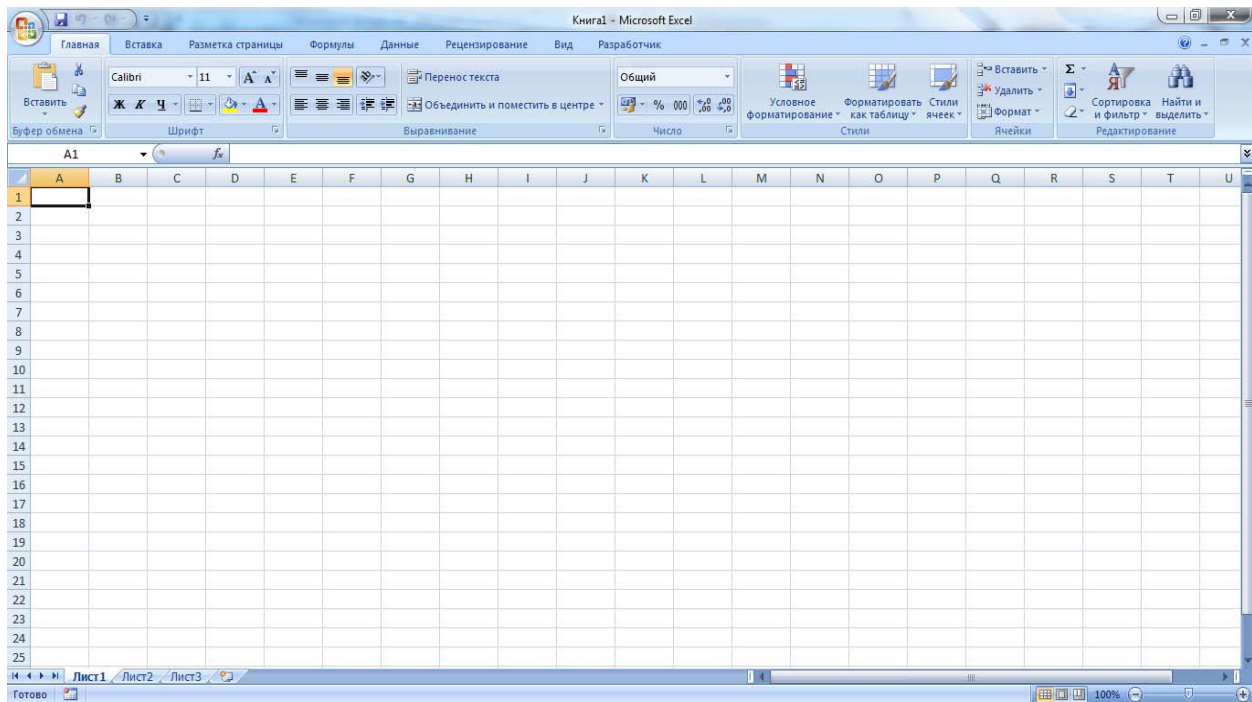 Книга1 - Microsoft Excel
Главная Вставка Разметка страницы Формулы Данные Рецензирование Вид Разработчик
Вставить
Calibri 11 A A
Ж К Ч A
Перенос текста
Объединить и поместить в центре
Общий
% 000 ,00 ,00
Условное форматирование
Форматировать как таблицу
Стили ячеек
Вставить
Удалить
Формат
Σ
Сортировка и фильтр
Найти и выделить
Буфер обмена Шрифт Выравнивание Число Стили Ячейки Редактирование
A1 fx
A B C D E F G H I J K L M N O P Q R S T U
1
2
3
4
5
6
7
8
9
10
11
12
13
14
15
16
17
18
19
20
21
22
23
24
25
Лист1 Лист2 Лист3
Готово 100%